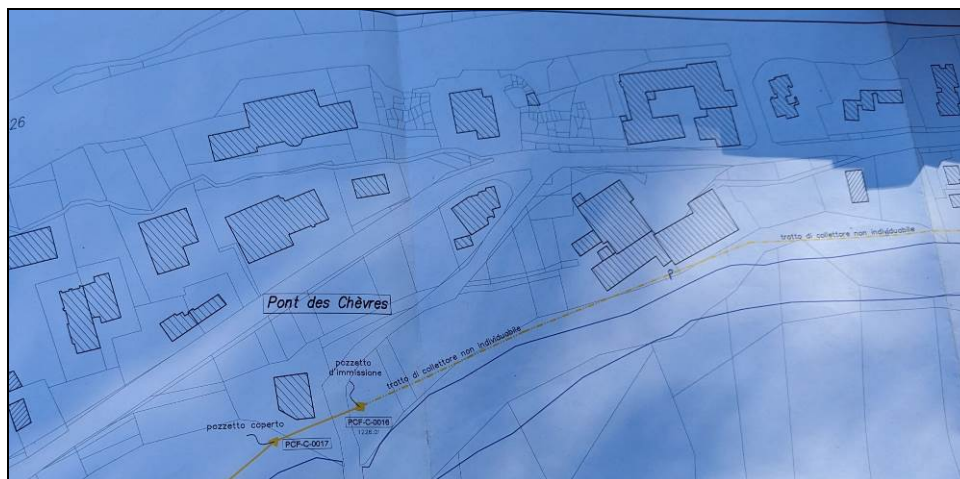 26
tratto di collettore non individuabile
Pont des Chèvres
tratto di collettore non individuabile
pozzetto
d'immissione
PCF-C-0016
pozzetto coperto
PCF-C-0017